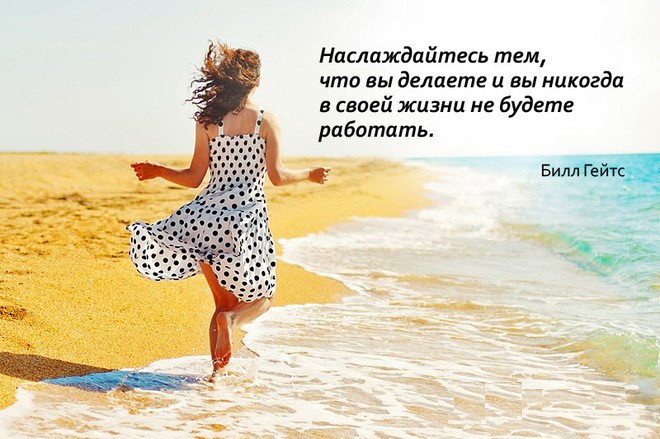 Наслаждайтесь тем,
что вы делаете и вы никогда
в своей жизни не будете
работать.
Билл Гейтс